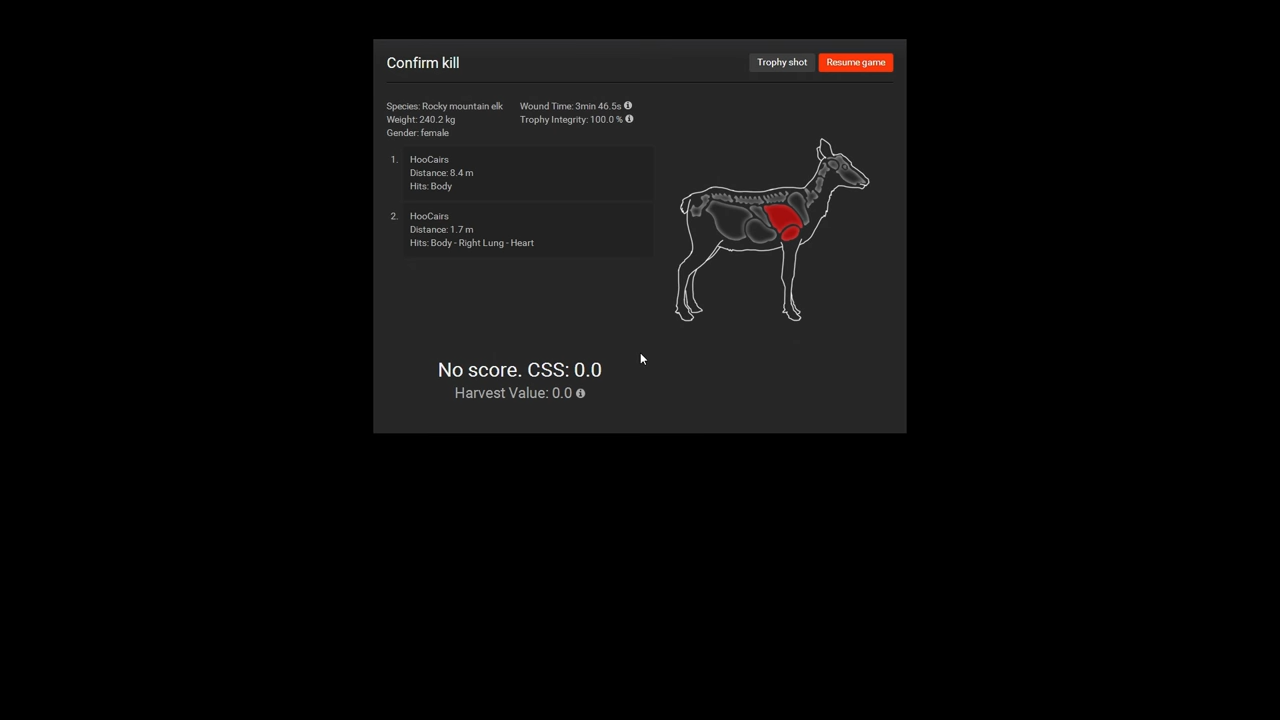 Confirm kill
Trophy shot
Resume game
Species: Rocky mountain elk
Weight: 240.2 kg
Gender: female
Wound Time: 3min 46.5s
Trophy Integrity: 100.0 %
1.
HooCairs
Distance: 8.4 m
Hits: Body
2.
HooCairs
Distance: 1.7 m
Hits: Body - Right Lung - Heart
No score. CSS: 0.0
Harvest Value: 0.0